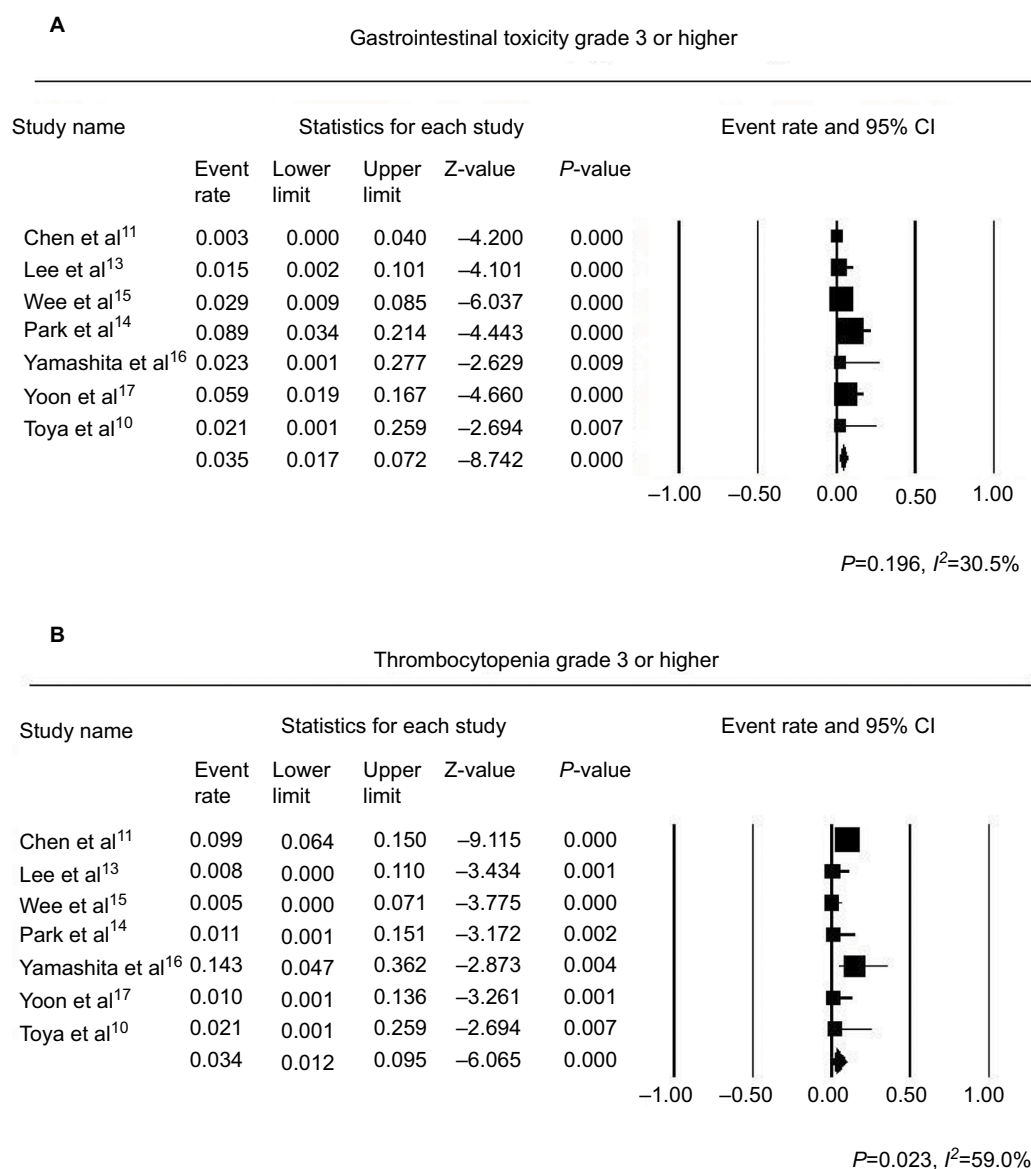 A
Gastrointestinal toxicity grade 3 or higher
Study name Statistics for each study Event rate and 95% CI
Event Lower Upper Z-value P-value
rate limit limit
Chen et al11 0.003 0.000 0.040 –4.200 0.000
Lee et al13 0.015 0.002 0.101 –4.101 0.000
Wee et al15 0.029 0.009 0.085 –6.037 0.000
Park et al14 0.089 0.034 0.214 –4.443 0.000
Yamashita et al16 0.023 0.001 0.277 –2.629 0.009
Yoon et al17 0.059 0.019 0.167 –4.660 0.000
Toya et al10 0.021 0.001 0.259 –2.694 0.007
0.035 0.017 0.072 –8.742 0.000
–1.00 –0.50 0.00 0.50 1.00
P=0.196, I2=30.5%
B
Thrombocytopenia grade 3 or higher
Study name Statistics for each study Event rate and 95% CI
Event Lower Upper Z-value P-value
rate limit limit
Chen et al11 0.099 0.064 0.150 –9.115 0.000
Lee et al13 0.008 0.000 0.110 –3.434 0.001
Wee et al15 0.005 0.000 0.071 –3.775 0.000
Park et al14 0.011 0.001 0.151 –3.172 0.002
Yamashita et al16 0.143 0.047 0.362 –2.873 0.004
Yoon et al17 0.010 0.001 0.136 –3.261 0.001
Toya et al10 0.021 0.001 0.259 –2.694 0.007
0.034 0.012 0.095 –6.065 0.000
–1.00 –0.50 0.00 0.50 1.00
P=0.023, I2=59.0%